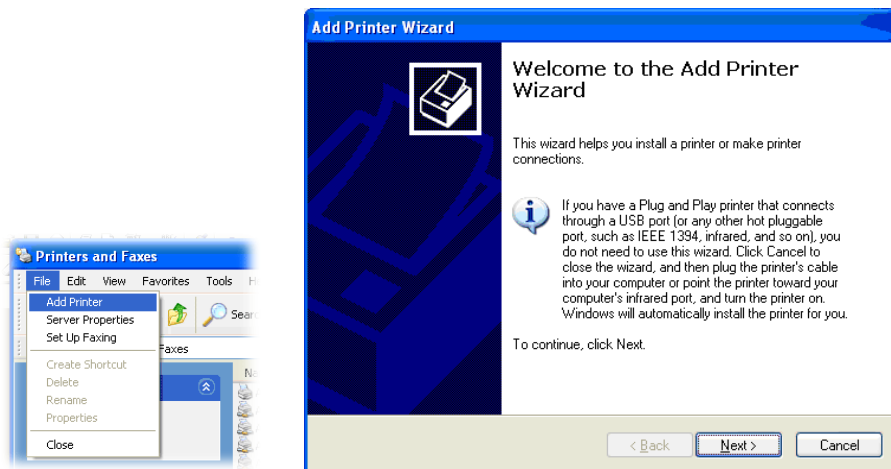 Printers and Faxes
File Edit View Favorites Tools
Add Printer
Server Properties
Set Up Faxing
Faxes
Create Shortcut
Delete
Rename
Properties
Close
Add Printer Wizard
Welcome to the Add Printer
Wizard
This wizard helps you install a printer or make printer
connections.
If you have a Plug and Play printer that connects
through a USB port (or any other hot pluggable
port, such as IEEE 1394, infrared, and so on), you
do not need to use this wizard. Click Cancel to
close the wizard, and then plug the printer's cable
into your computer or point the printer toward your
computer's infrared port, and turn the printer on.
Windows will automatically install the printer for you.
To continue, click Next.
< Back Next > Cancel